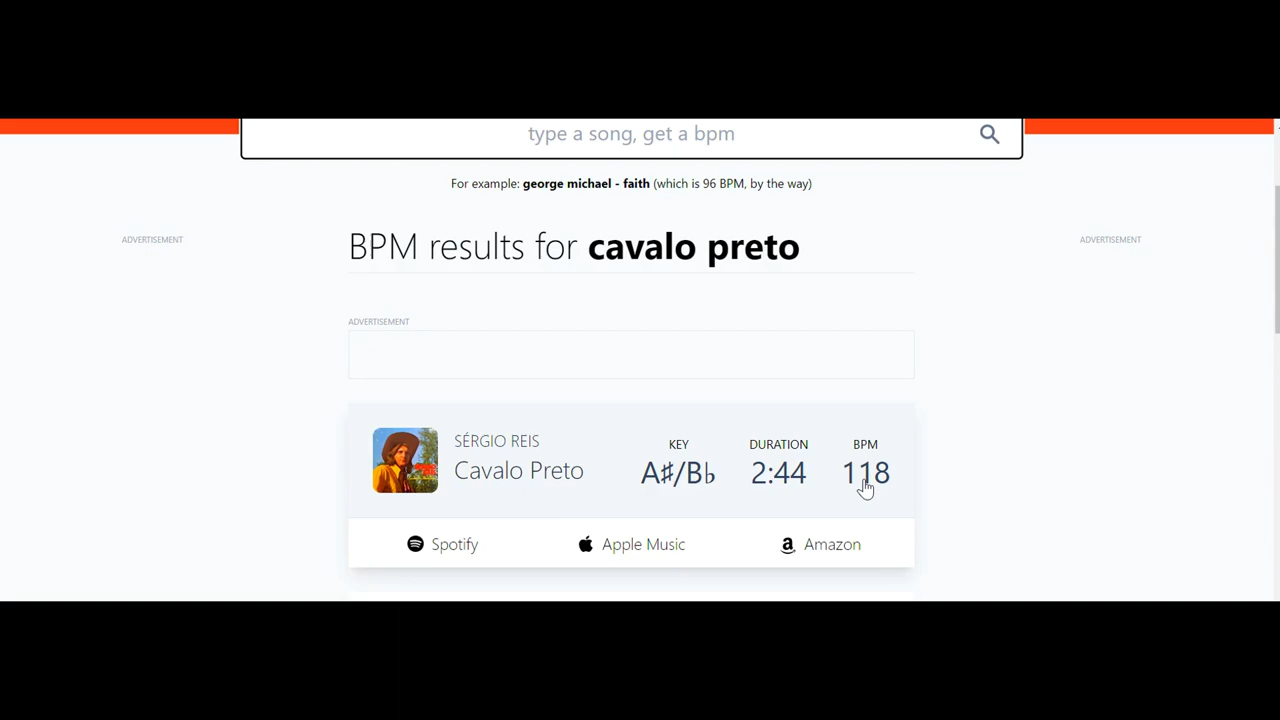 type a song, get a bpm
For example: george michael - faith (which is 96 BPM, by the way)
ADVERTISEMENT
ADVERTISEMENT
BPM results for cavalo preto
ADVERTISEMENT
SÉRGIO REIS
Cavalo Preto
KEY
A♯/B♭
DURATION
2:44
BPM
118
Spotify
Apple Music
Amazon